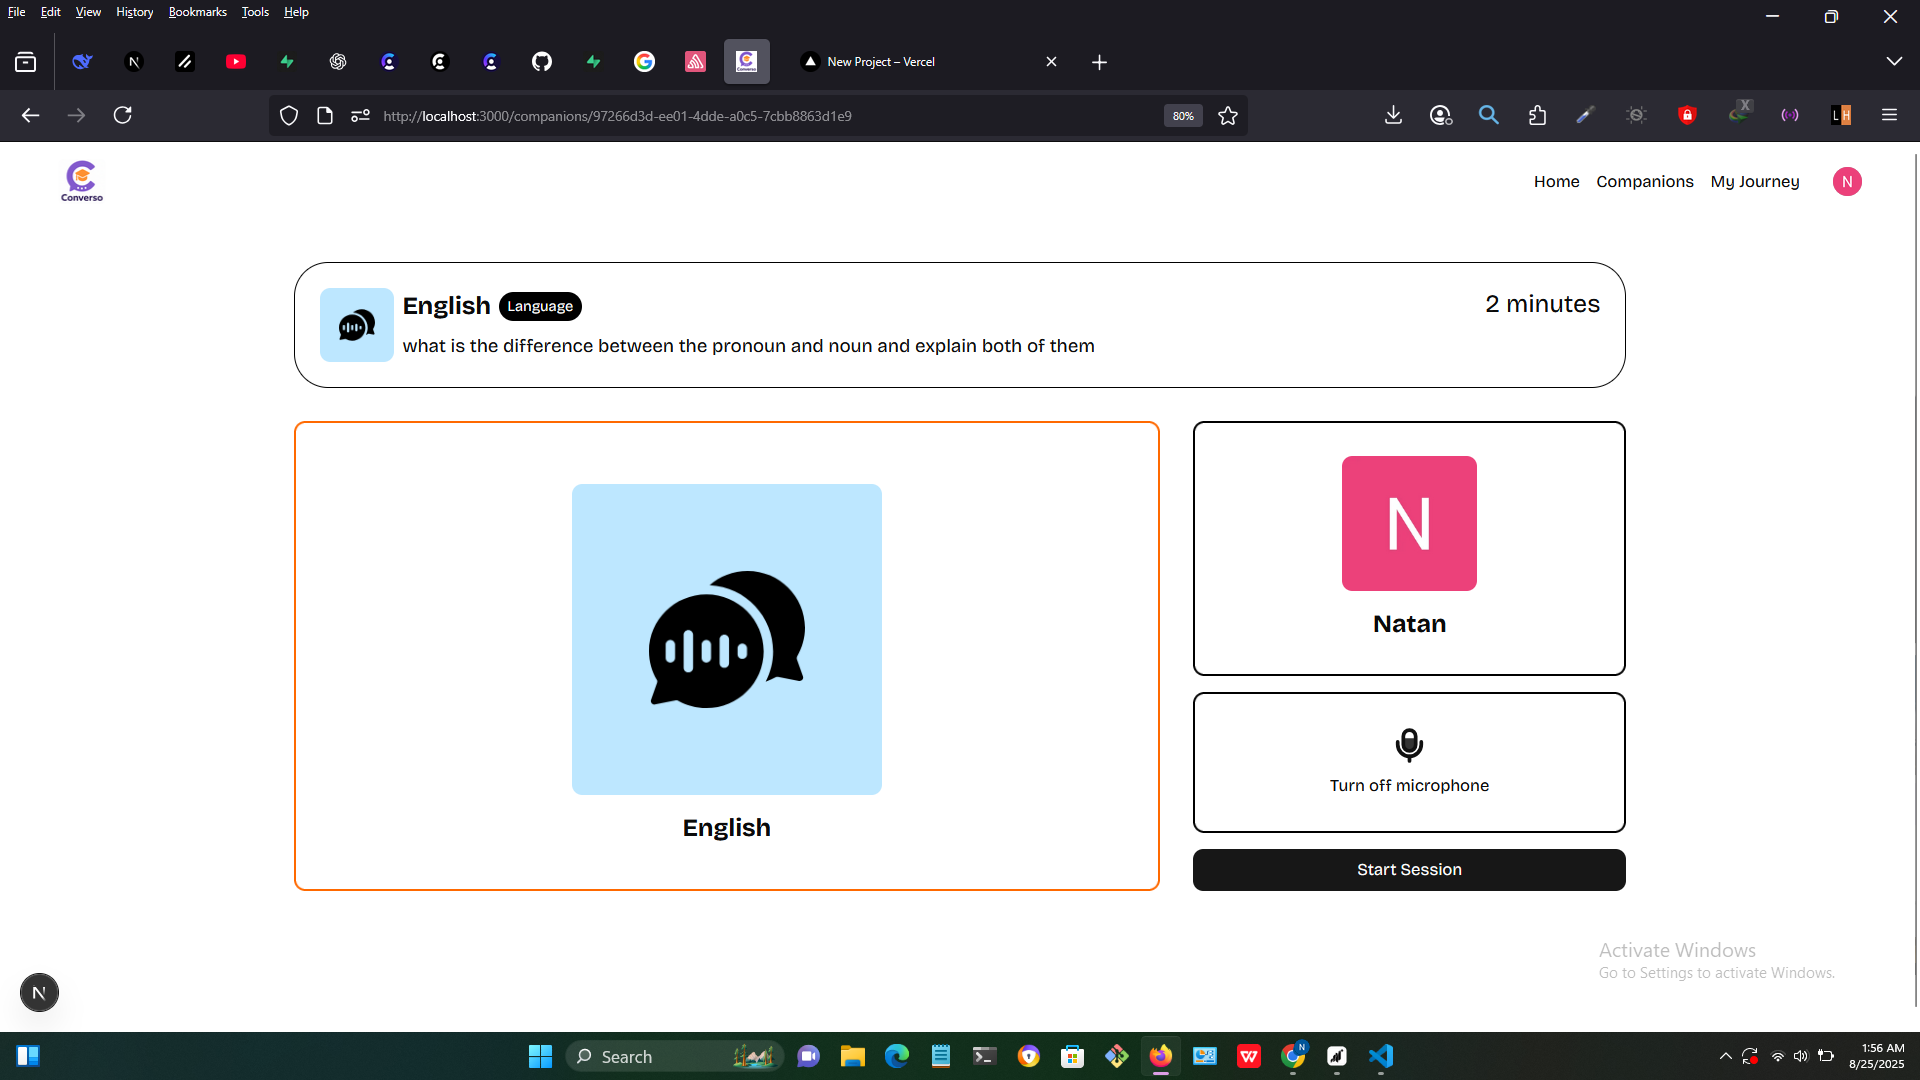 File Edit View History Bookmarks Tools Help
New Project – Vercel
http://localhost:3000/companions/97266d3d-ee01-4dde-a0c5-7cbb8863d1e9
80%
Converso
Home Companions My Journey N
English Language
2 minutes
what is the difference between the pronoun and noun and explain both of them
N
Natan
Turn off microphone
English
Start Session
Activate Windows
Go to Settings to activate Windows.
N
Search
1:56 AM
8/25/2025